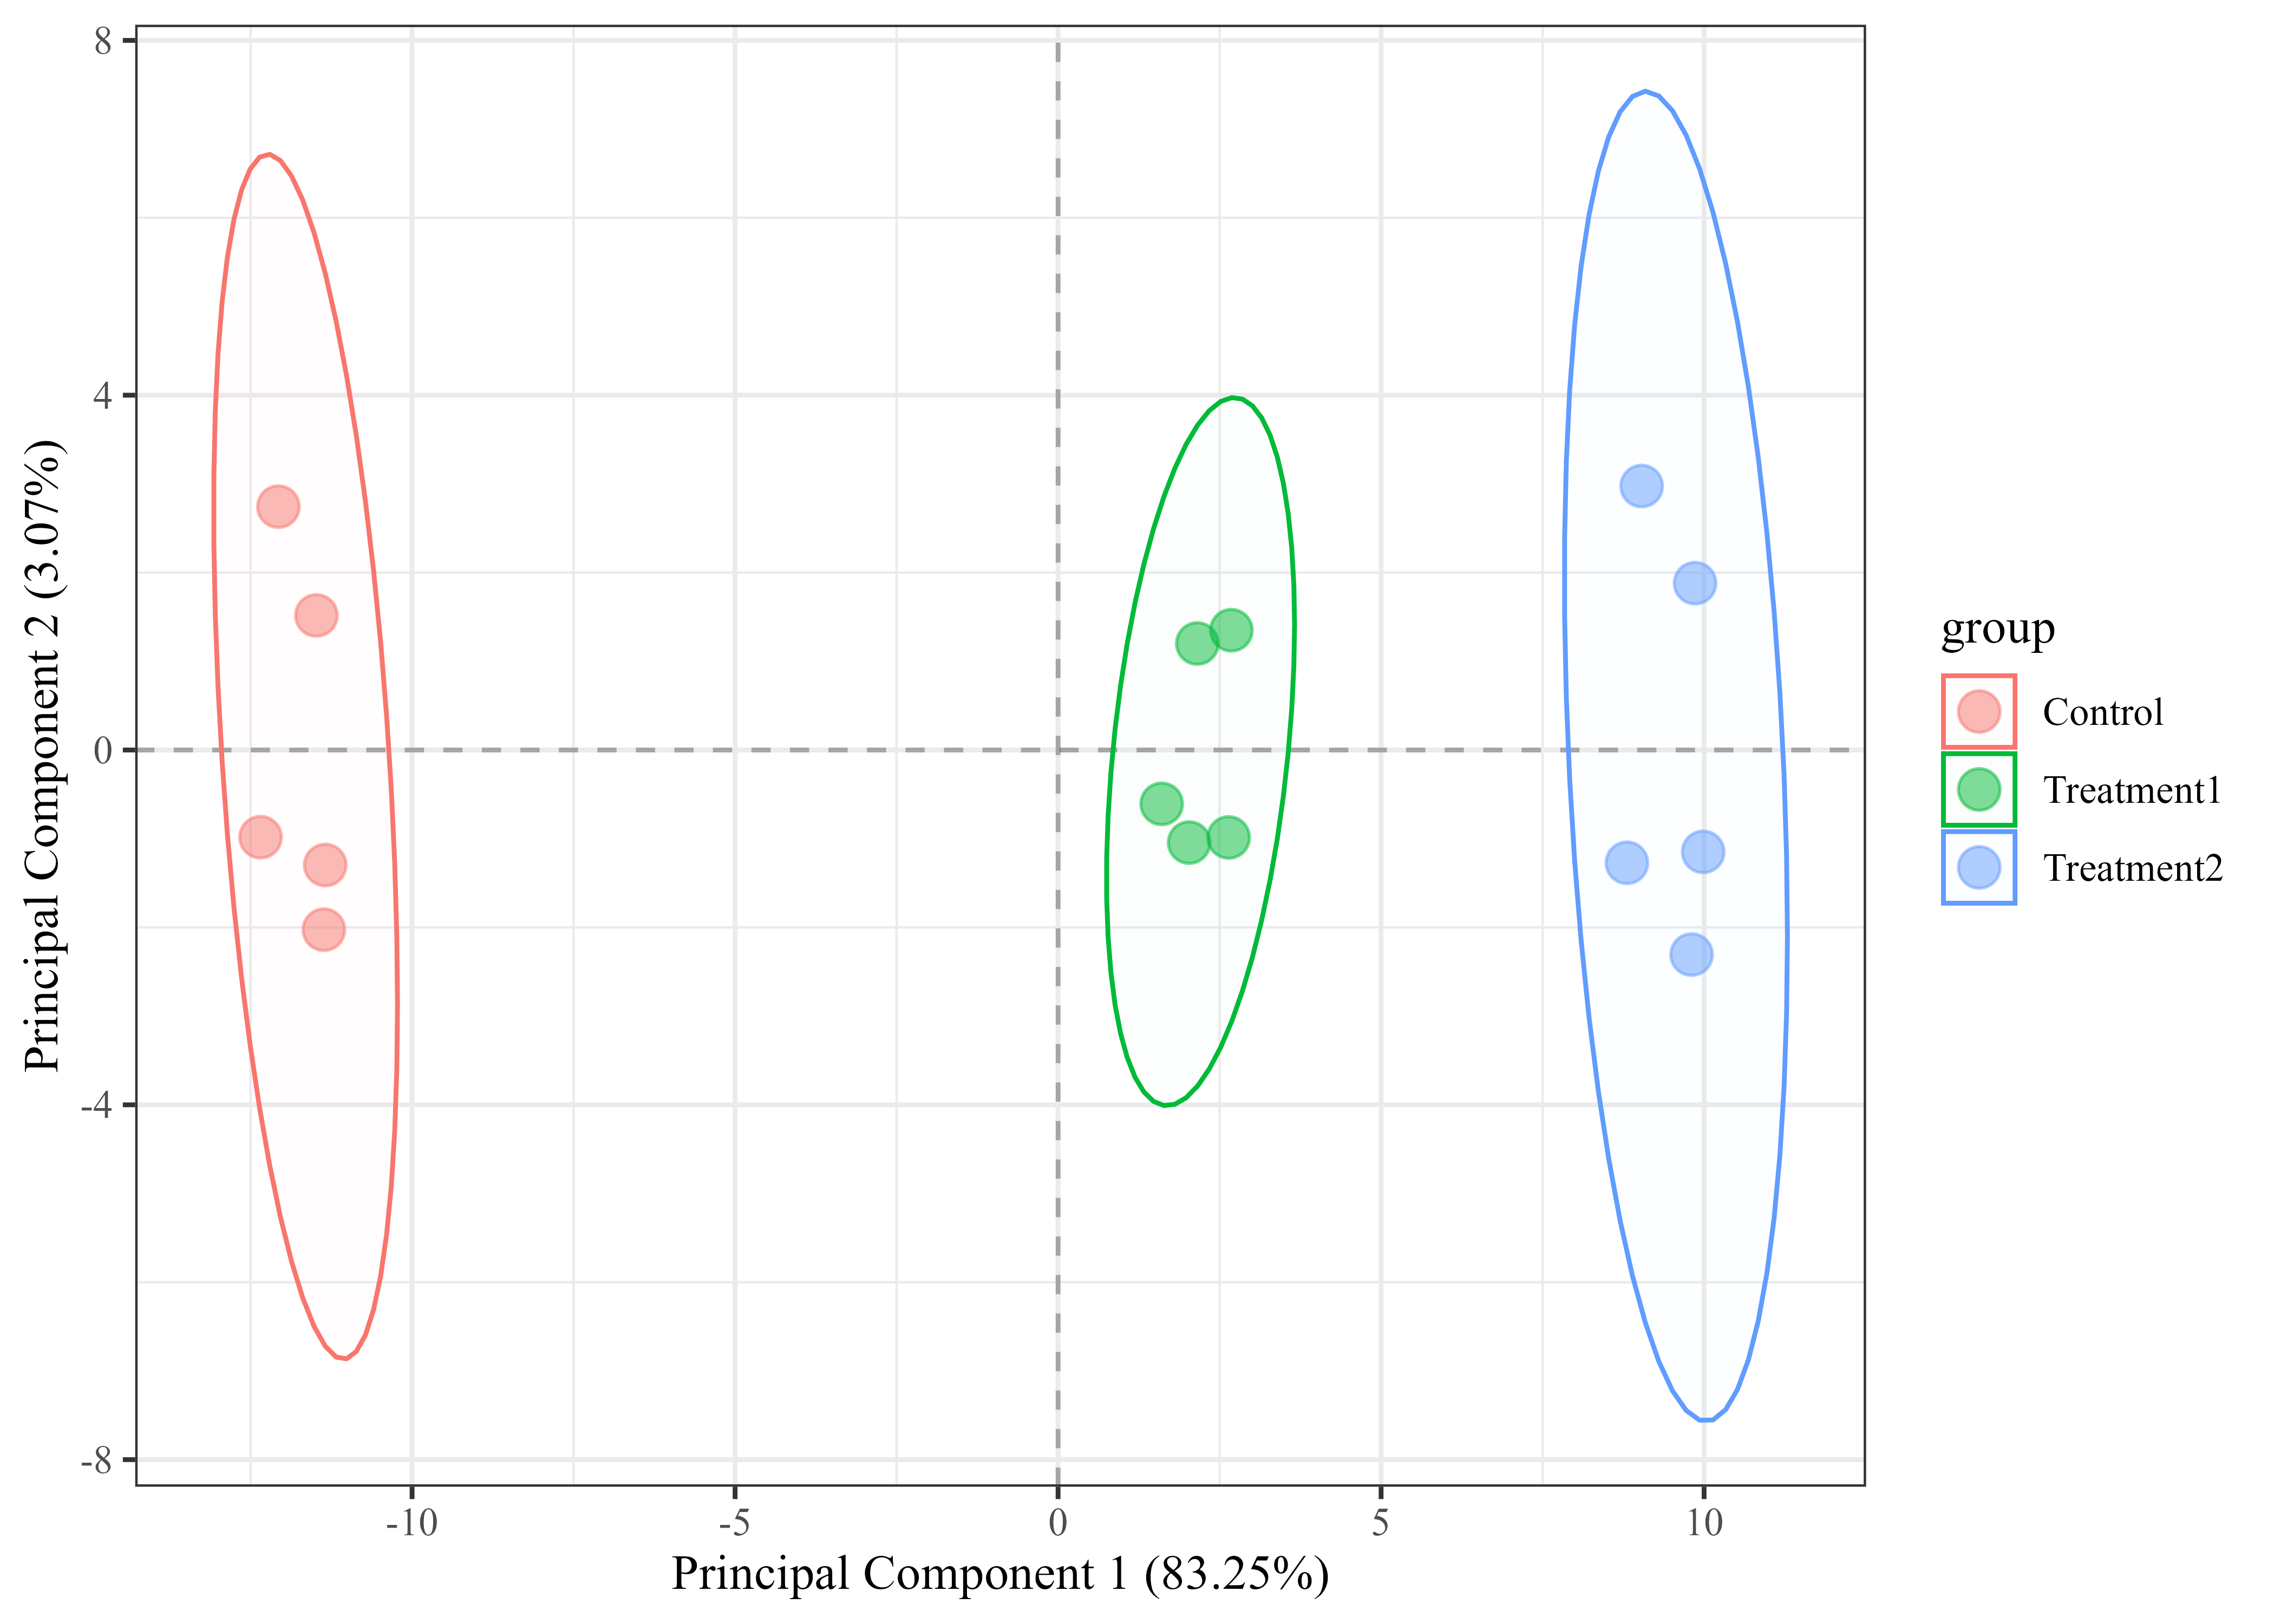 8
4
0
-4
-8
Principal Component 2 (3.07%)
-10
-5
0
5
10
Principal Component 1 (83.25%)
group
Control
Treatment1
Treatment2